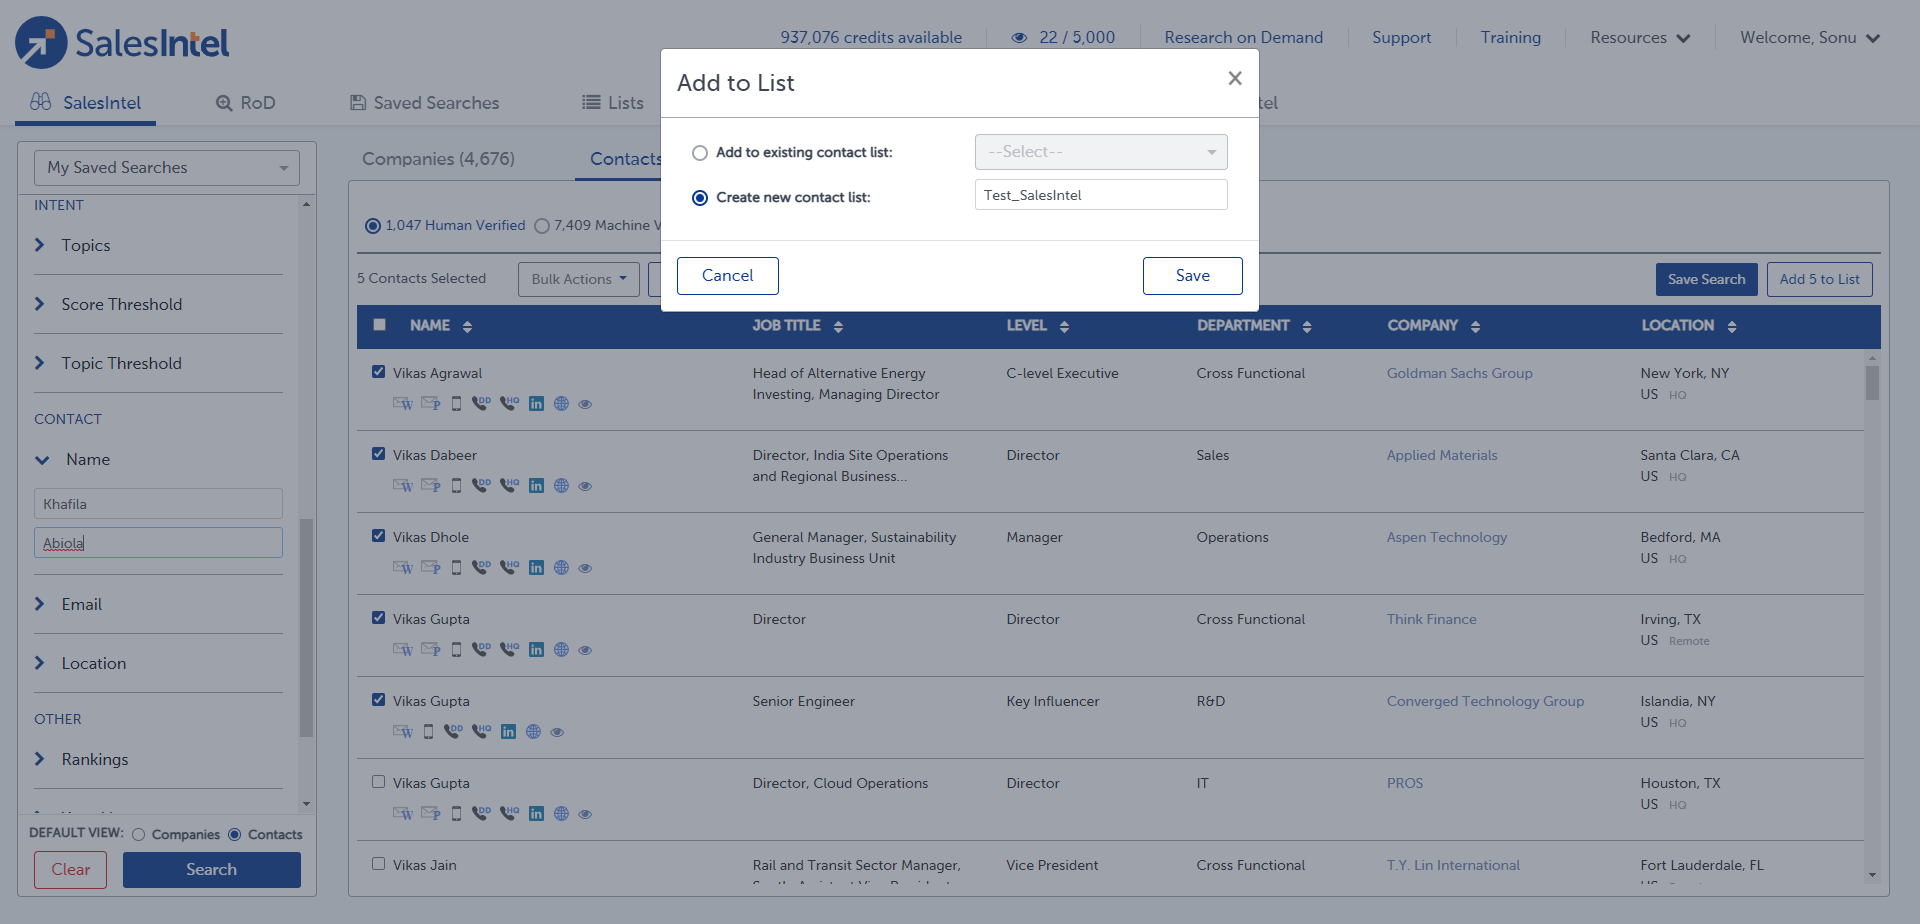 SalesIntel
937,076 credits available
22 / 5,000
Research on Demand
Support
Training
Resources
Welcome, Sonu
SalesIntel
RoD
Saved Searches
Lists
tel
Add to List
Add to existing contact list:
--Select--
Create new contact list:
Test_SalesIntel
Cancel
Save
My Saved Searches
INTENT
Topics
Score Threshold
Topic Threshold
CONTACT
Name
Khafila
Abiola
Email
Location
OTHER
Rankings
DEFAULT VIEW: Companies Contacts
Clear
Search
Companies (4,676)
Contacts
1,047 Human Verified
7,409 Machine V
5 Contacts Selected
Bulk Actions
Save Search
Add 5 to List
NAME JOB TITLE LEVEL DEPARTMENT COMPANY LOCATION
Vikas Agrawal
Head of Alternative Energy
Investing, Managing Director
C-level Executive
Cross Functional
Goldman Sachs Group
New York, NY
US HQ
Vikas Dabeer
Director, India Site Operations
and Regional Business...
Director
Sales
Applied Materials
Santa Clara, CA
US HQ
Vikas Dhole
General Manager, Sustainability
Industry Business Unit
Manager
Operations
Aspen Technology
Bedford, MA
US HQ
Vikas Gupta
Director
Director
Cross Functional
Think Finance
Irving, TX
US Remote
Vikas Gupta
Senior Engineer
Key Influencer
R&D
Converged Technology Group
Islandia, NY
US HQ
Vikas Gupta
Director, Cloud Operations
Director
IT
PROS
Houston, TX
US HQ
Vikas Jain
Rail and Transit Sector Manager,
Vice President
Cross Functional
T.Y. Lin International
Fort Lauderdale, FL